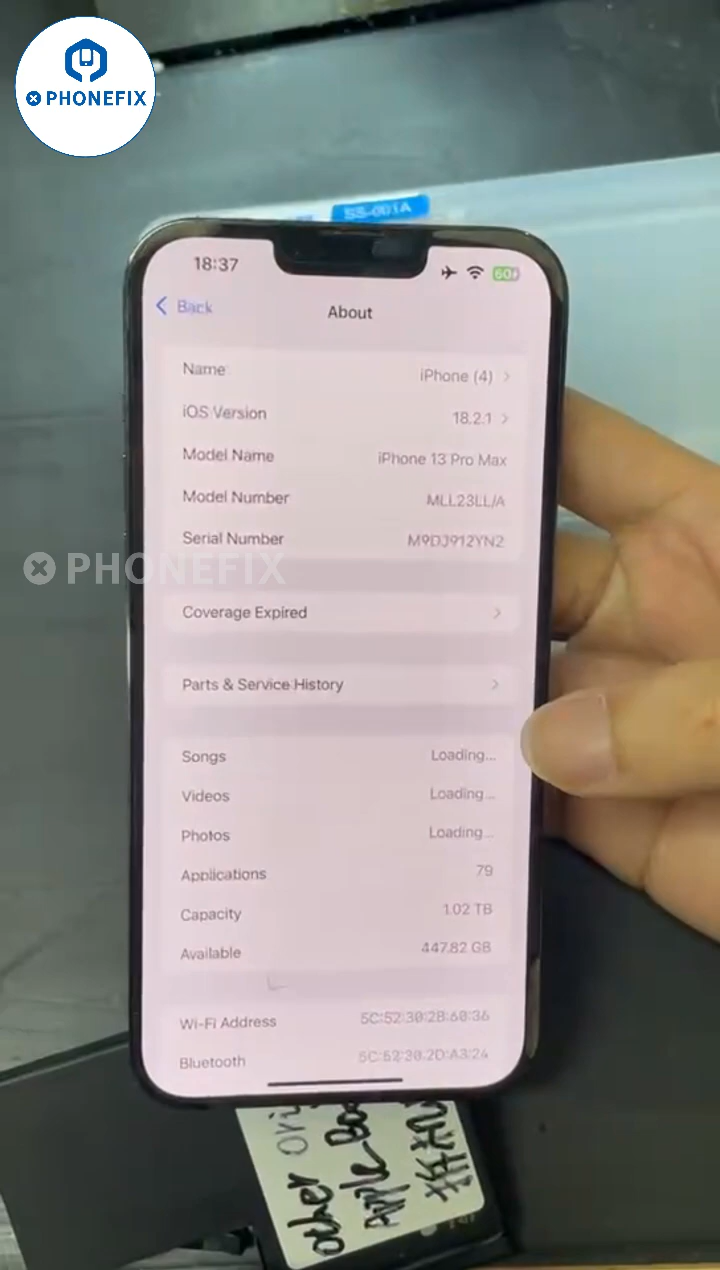 PHONEFIX
SS-001A
18:37
60
Back
About
Name iPhone (4)
iOS Version 18.2.1
Model Name iPhone 13 Pro Max
Model Number MLL23LL/A
Serial Number M9DJ912YN2
PHONEFIX
Coverage Expired
Parts & Service History
Songs Loading...
Videos Loading...
Photos Loading...
Applications 79
Capacity 1.02 TB
Available 447.82 GB
Wi-Fi Address 5C:52:30:2B:60:36
Bluetooth 5C:52:30:2D:A3:24
other ori
Apple_Boo